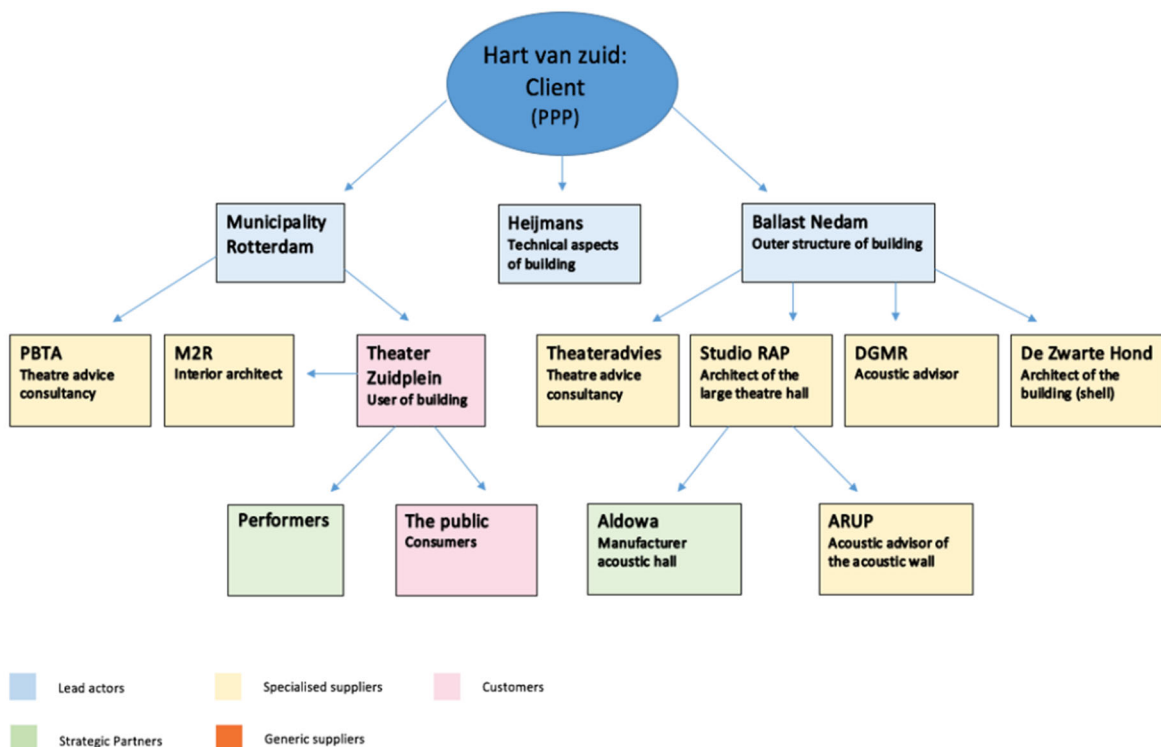 Hart van zuid:
Client
(PPP)
Municipality
Rotterdam
Heijmans
Technical aspects
of building
Ballast Nedam
Outer structure of building
PBTA
Theatre advice
consultancy
M2R
Interior architect
Theater
Zuidplein
User of building
Theateradvies
Theatre advice
consultancy
Studio RAP
Architect of the
large theatre hall
DGMR
Acoustic advisor
De Zwarte Hond
Architect of the
building (shell)
Performers
The public
Consumers
Aldowa
Manufacturer
acoustic hall
ARUP
Acoustic advisor of
the acoustic wall
Lead actors
Specialised suppliers
Customers
Strategic Partners
Generic suppliers